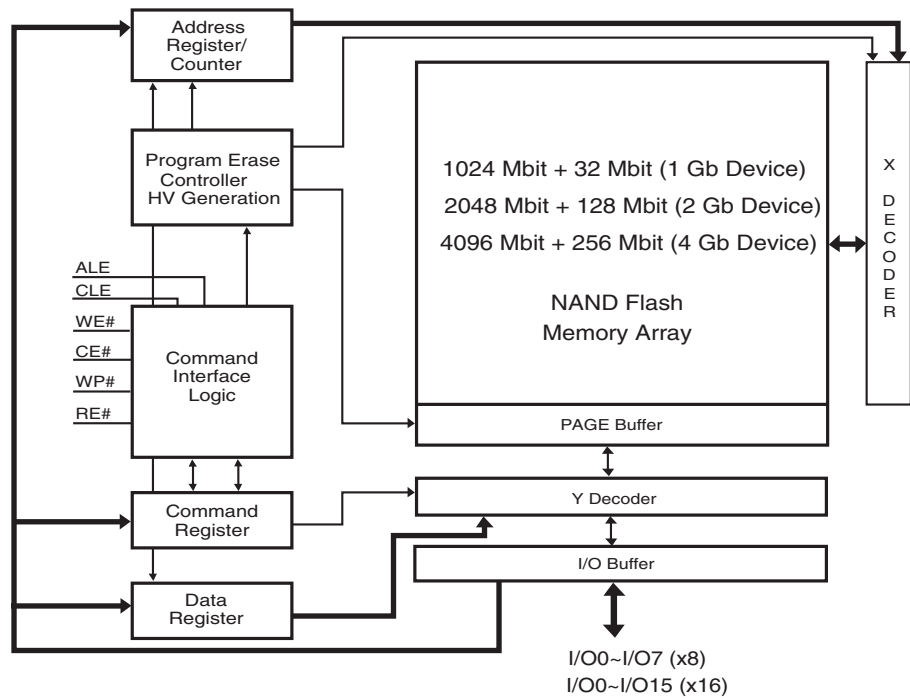 Address
Register/
Counter
Program Erase
Controller
HV Generation
ALE
CLE
WE#
CE#
WP#
RE#
Command
Interface
Logic
Command
Register
Data
Register
1024 Mbit + 32 Mbit (1 Gb Device)
2048 Mbit + 128 Mbit (2 Gb Device)
4096 Mbit + 256 Mbit (4 Gb Device)
NAND Flash
Memory Array
PAGE Buffer
Y Decoder
I/O Buffer
I/O0~I/O7 (x8)
I/O0~I/O15 (x16)
X
D
E
C
O
D
E
R